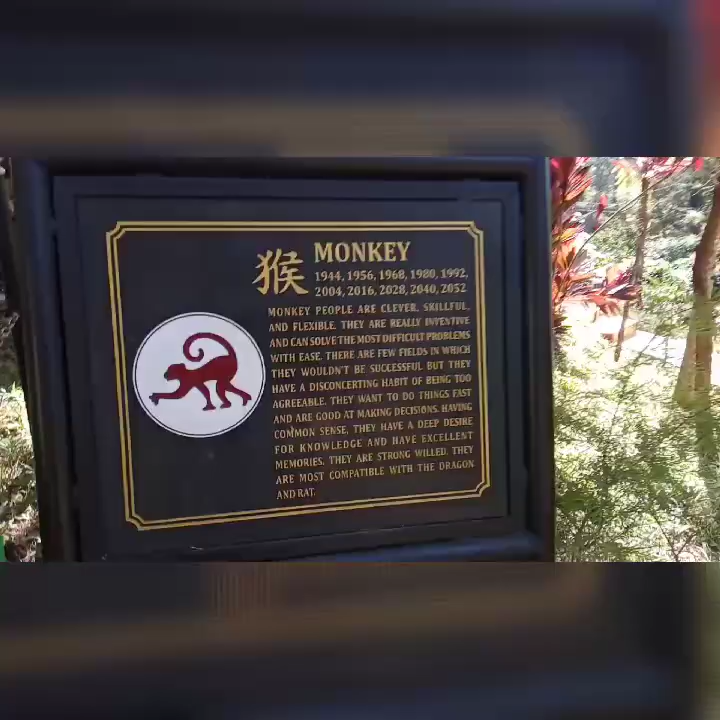 猴 MONKEY
1944, 1956, 1968, 1980, 1992,
2004, 2016, 2028, 2040, 2052
MONKEY PEOPLE ARE CLEVER, SKILLFUL,
AND FLEXIBLE. THEY ARE REALLY INVENTIVE
AND CAN SOLVE THE MOST DIFFICULT PROBLEMS
WITH EASE. THERE ARE FEW FIELDS IN WHICH
THEY WOULDN'T BE SUCCESSFUL BUT THEY
HAVE A DISCONCERTING HABIT OF BEING TOO
AGREEABLE. THEY WANT TO DO THINGS FAST
AND ARE GOOD AT MAKING DECISIONS. HAVING
COMMON SENSE, THEY HAVE A DEEP DESIRE
FOR KNOWLEDGE AND HAVE EXCELLENT
MEMORIES. THEY ARE STRONG WILLED. THEY
ARE MOST COMPATIBLE WITH THE DRAGON
AND RAT.